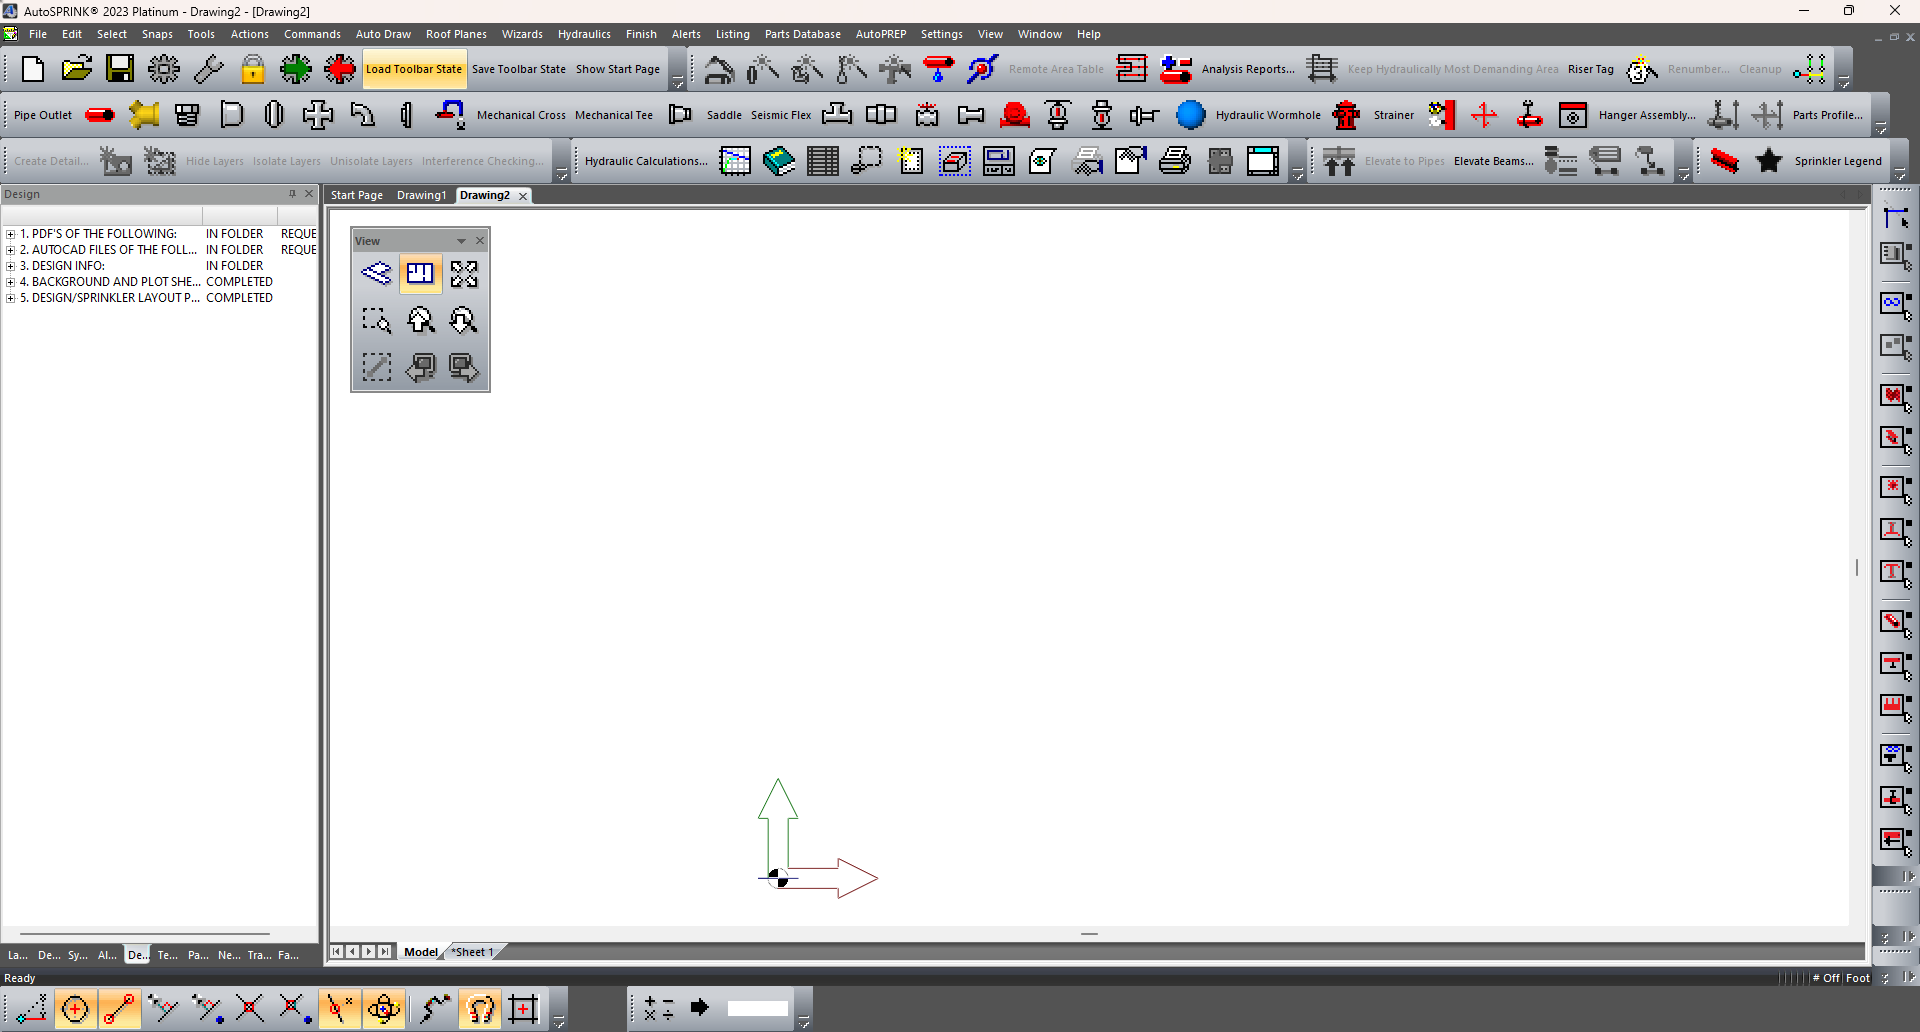 AutoSPRINK® 2023 Platinum - Drawing2 - [Drawing2]
File Edit Select Snaps Tools Actions Commands Auto Draw Roof Planes Wizards Hydraulics Finish Alerts Listing Parts Database AutoPREP Settings View Window Help
Load Toolbar State Save Toolbar State Show Start Page Remote Area Table Analysis Reports... Keep Hydraulically Most Demanding Area Riser Tag Renumber... Cleanup
Pipe Outlet Mechanical Cross Mechanical Tee Saddle Seismic Flex Hydraulic Wormhole Strainer Hanger Assembly... Parts Profile...
Create Detail... Hide Layers Isolate Layers Unisolate Layers Interference Checking... Hydraulic Calculations... Elevate to Pipes Elevate Beams... Sprinkler Legend
Design
Start Page Drawing1 Drawing2
1. PDF'S OF THE FOLLOWING: IN FOLDER REQUE
2. AUTOCAD FILES OF THE FOLL... IN FOLDER REQUE
3. DESIGN INFO: IN FOLDER
4. BACKGROUND AND PLOT SHE... COMPLETED
5. DESIGN/SPRINKLER LAYOUT P... COMPLETED
View
La... De... Sy... Al... De... Te... Pa... Ne... Tra... Fa...
Model *Sheet 1
Ready
# Off Foot